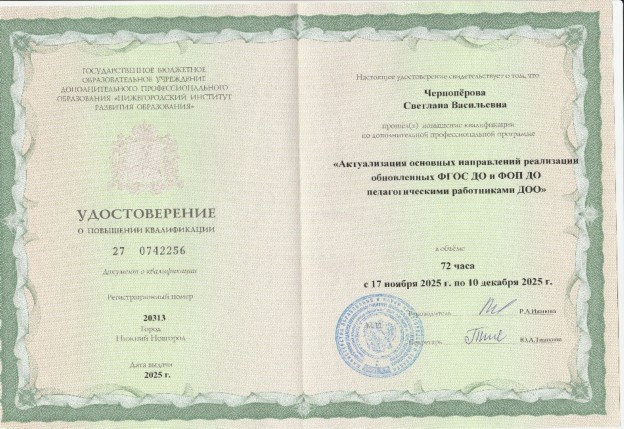 ГОСУДАРСТВЕННОЕ БЮДЖЕТНОЕ
ОБРАЗОВАТЕЛЬНОЕ УЧРЕЖДЕНИЕ
ДОПОЛНИТЕЛЬНОГО ПРОФЕССИОНАЛЬНОГО
ОБРАЗОВАНИЯ «НИЖЕГОРОДСКИЙ ИНСТИТУТ
РАЗВИТИЯ ОБРАЗОВАНИЯ»
УДОСТОВЕРЕНИЕ
О ПОВЫШЕНИИ КВАЛИФИКАЦИИ
27 0742256
Документ о квалификации
Регистрационный номер
20313
Город
Нижний Новгород
Дата выдачи
2025 г.
Настоящее удостоверение свидетельствует о том, что
Черноперова
Светлана Васильевна
прошёл(а) повышение квалификации
по дополнительной профессиональной программе
«Актуализация основных направлений реализации
обновленных ФГОС ДО и ФОП ДО
педагогическими работниками ДОО»
в объёме
72 часа
с 17 ноября 2025 г. по 10 декабря 2025 г.
Руководитель
Секретарь